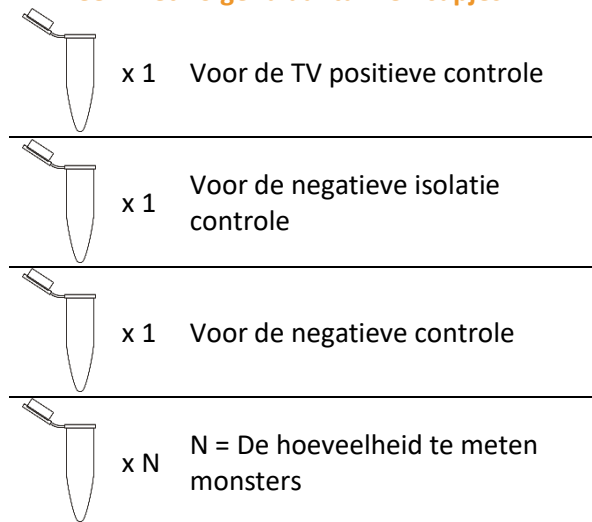 x 1 Voor de TV positieve controle
x 1 Voor de negatieve isolatie
controle
x 1 Voor de negatieve controle
x N N = De hoeveelheid te meten
monsters